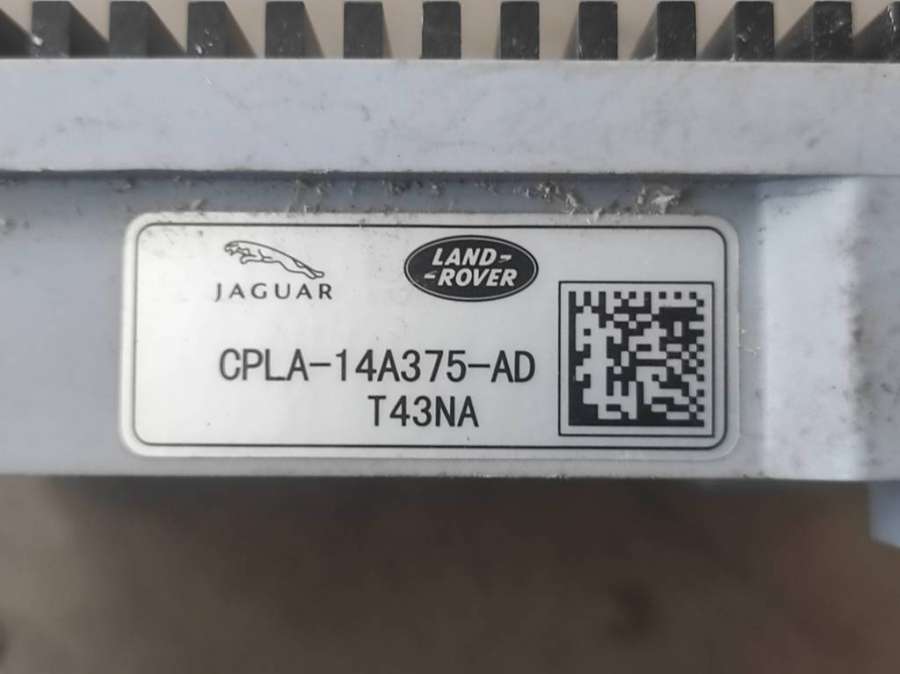 JAGUAR
LAND-
-ROVER
CPLA-14A375-AD
T43NA